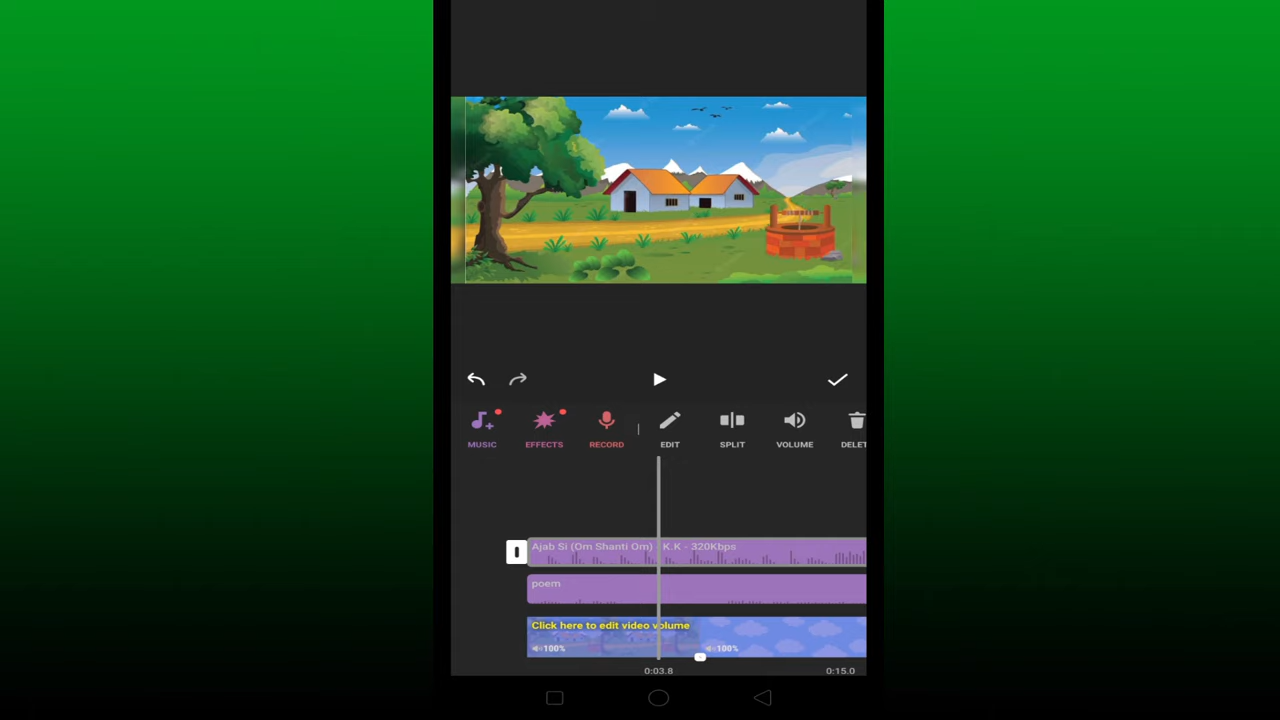 MUSIC EFFECTS RECORD EDIT SPLIT VOLUME DELET
Ajab Si (Om Shanti Om) K.K - 320Kbps
poem
Click here to edit video volume
100% 100%
0:03.8 0:15.0